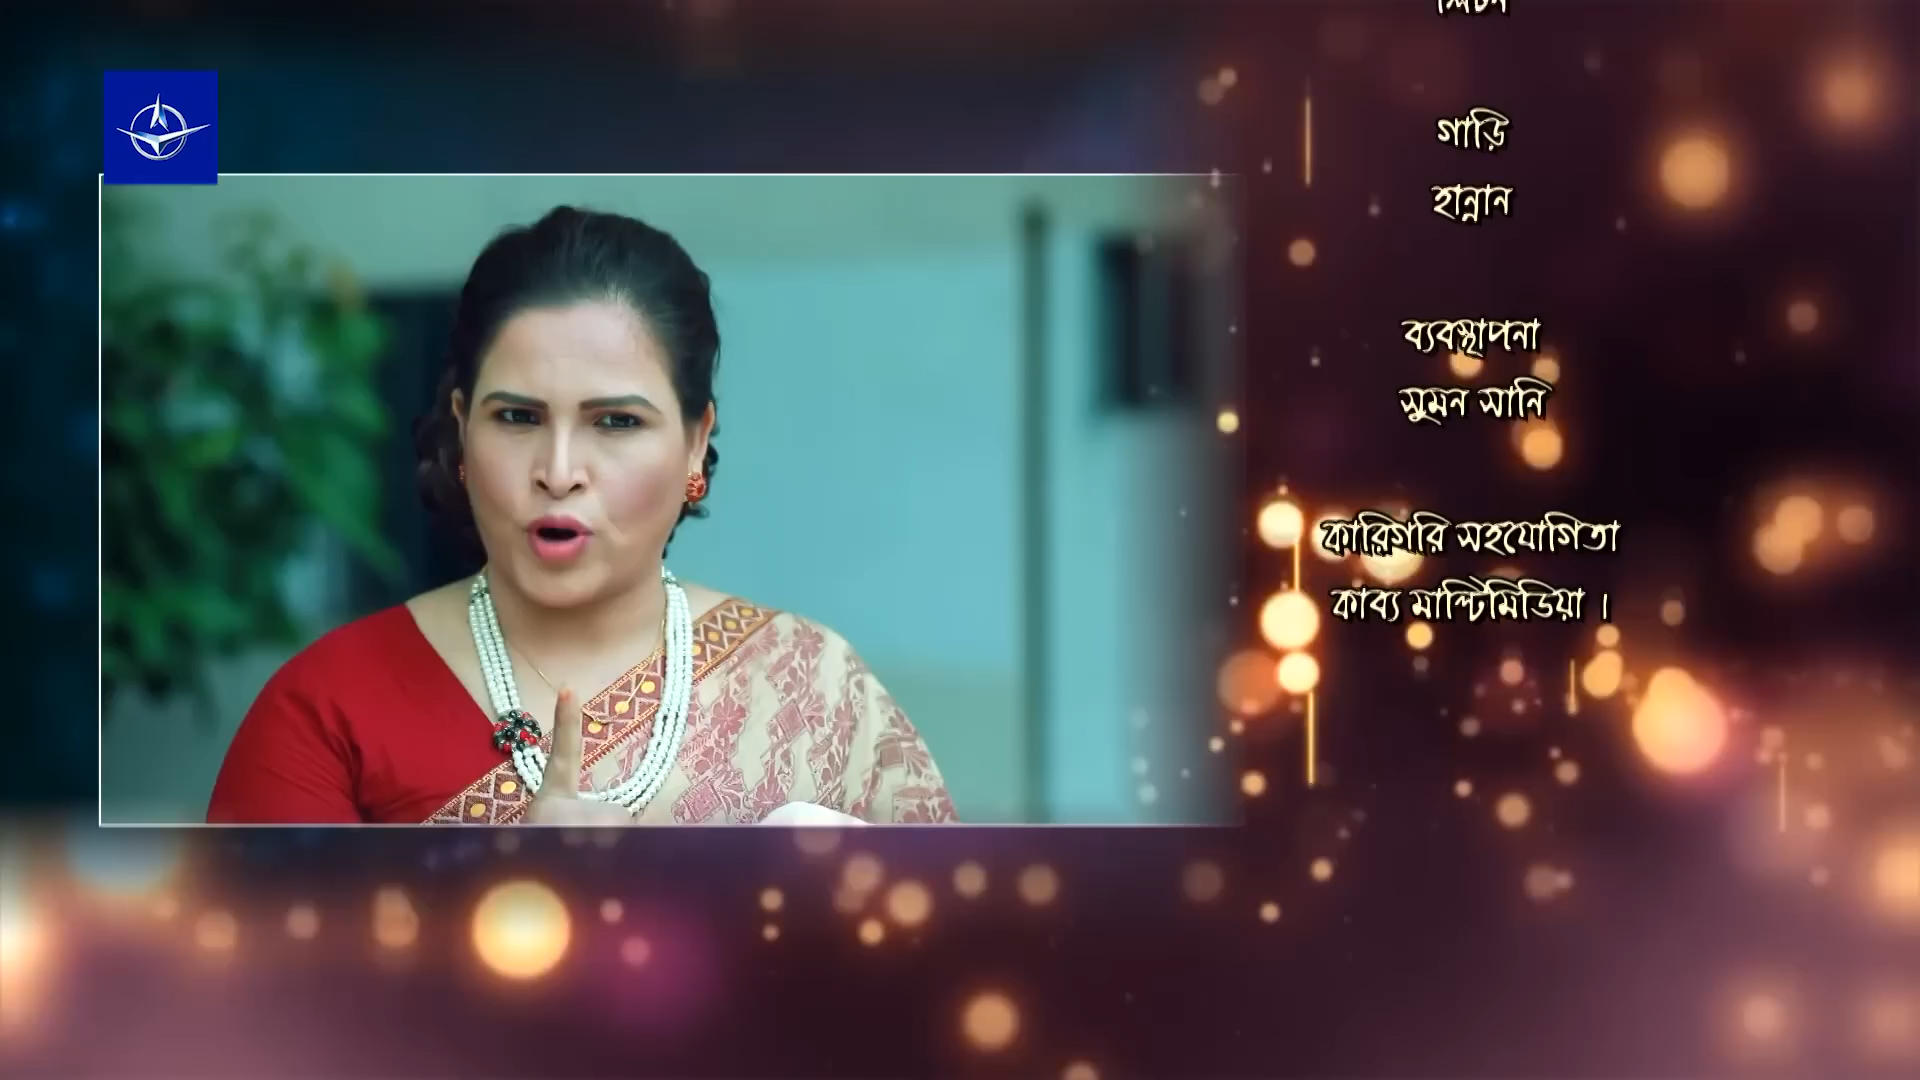 গাড়ি
হান্নান
ব্যবস্থাপনা
সুমন সানি
কারিগরি সহযোগিতা
কাব্য মাল্টিমিডিয়া ।